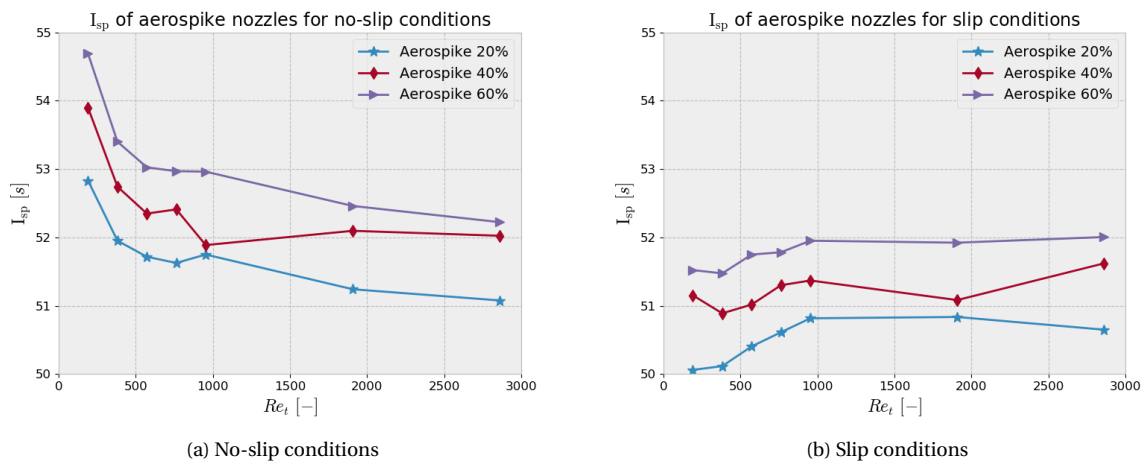 I_sp of aerospike nozzles for no-slip conditions
55
54
53
52
51
50
I_sp [s]
Aerospike 20%
Aerospike 40%
Aerospike 60%
0 500 1000 1500 2000 2500 3000
Re_t [−]
(a) No-slip conditions
I_sp of aerospike nozzles for slip conditions
55
54
53
52
51
50
I_sp [s]
Aerospike 20%
Aerospike 40%
Aerospike 60%
0 500 1000 1500 2000 2500 3000
Re_t [−]
(b) Slip conditions